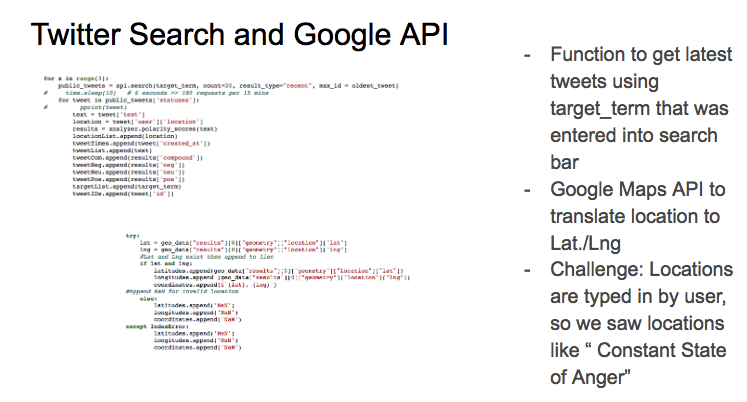 Twitter Search and Google API
for x in range(3):
public_tweets = api.search(target_term, count=20, result_type="recent", max_id = oldest_tweet)
# time.sleep(10) # 6 seconds >> 180 requests per 15 mins
for tweet in public_tweets['statuses']:
# pprint(tweet)
text = tweet['text']
location = tweet['user']['location']
results = analyzer.polarity_scores(text)
locationList.append(location)
tweetTimes.append(tweet['created_at'])
tweetList.append(text)
tweetCom.append(results['compound'])
tweetNeg.append(results['neg'])
tweetNeu.append(results['neu'])
tweetPos.append(results['pos'])
targetList.append(target_term)
tweetIDs.append(tweet['id'])
try:
lat = geo_data["results"][0]["geometry"]["location"]['lat']
lng = geo_data["results"][0]["geometry"]["location"]['lng']
#Lat and Lng exist then append to list
if lat and lng:
latitudes.append(geo_data["results"][0]["geometry"]["location"]["lat"])
longitudes.append(geo_data["results"][0]["geometry"]["location"]["lng"])
coordinates.append((lat), (lng) )
#Append NaN for invalid location
else:
latitudes.append('NaN')
longitudes.append('NaN')
coordinates.append('NaN')
except IndexError:
latitudes.append('NaN')
longitudes.append('NaN')
coordinates.append('NaN')
- Function to get latest
tweets using
target_term that was
entered into search
bar
- Google Maps API to
translate location to
Lat./Lng
- Challenge: Locations
are typed in by user,
so we saw locations
like “ Constant State
of Anger”